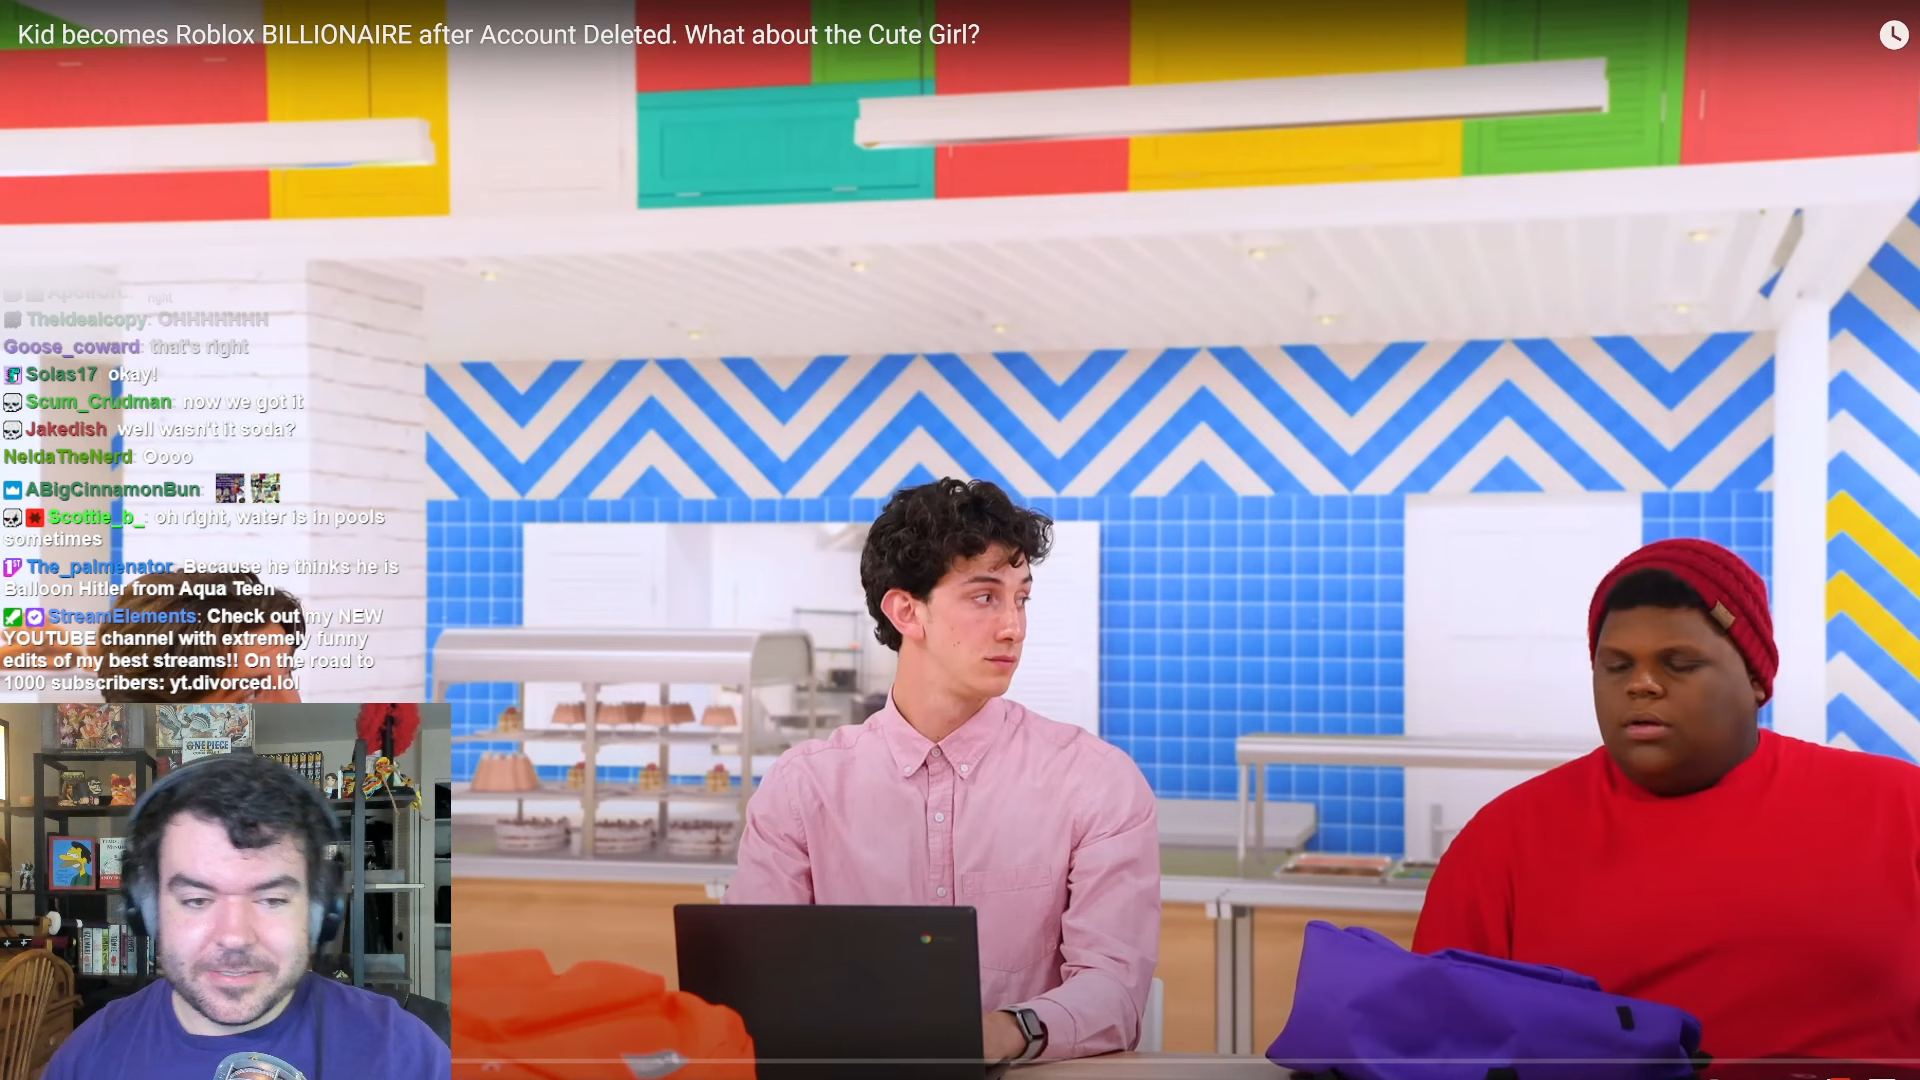 Kid becomes Roblox BILLIONAIRE after Account Deleted. What about the Cute Girl?
right
Theidealcopy: OHHHHHHH
Goose_coward: that's right
Solas17: okay!
Scum_Crudman: now we got it
Jakedish: well wasn't it soda?
NeldaTheNerd: Oooo
ABigCinnamonBun:
Scottie_b_: oh right, water is in pools
sometimes
The_palmenator: Because he thinks he is
Balloon Hitler from Aqua Teen
StreamElements: Check out my NEW
YOUTUBE channel with extremely funny
edits of my best streams!! On the road to
1000 subscribers: yt.divorced.lol
ONE PIECE